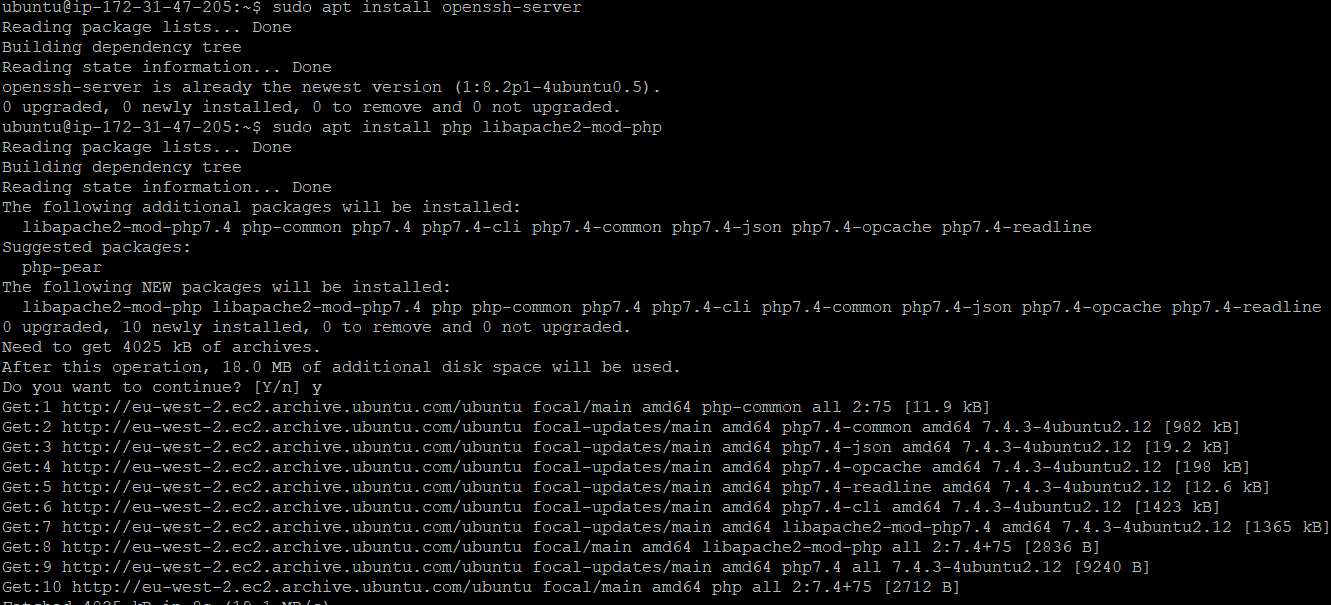 ubuntu@ip-172-31-47-205:~$ sudo apt install openssh-server
Reading package lists... Done
Building dependency tree
Reading state information... Done
openssh-server is already the newest version (1:8.2p1-4ubuntu0.5).
0 upgraded, 0 newly installed, 0 to remove and 0 not upgraded.
ubuntu@ip-172-31-47-205:~$ sudo apt install php libapache2-mod-php
Reading package lists... Done
Building dependency tree
Reading state information... Done
The following additional packages will be installed:
  libapache2-mod-php7.4 php-common php7.4 php7.4-cli php7.4-common php7.4-json php7.4-opcache php7.4-readline
Suggested packages:
  php-pear
The following NEW packages will be installed:
  libapache2-mod-php libapache2-mod-php7.4 php php-common php7.4 php7.4-cli php7.4-common php7.4-json php7.4-opcache php7.4-readline
0 upgraded, 10 newly installed, 0 to remove and 0 not upgraded.
Need to get 4025 kB of archives.
After this operation, 18.0 MB of additional disk space will be used.
Do you want to continue? [Y/n] y
Get:1 http://eu-west-2.ec2.archive.ubuntu.com/ubuntu focal/main amd64 php-common all 2:75 [11.9 kB]
Get:2 http://eu-west-2.ec2.archive.ubuntu.com/ubuntu focal-updates/main amd64 php7.4-common amd64 7.4.3-4ubuntu2.12 [982 kB]
Get:3 http://eu-west-2.ec2.archive.ubuntu.com/ubuntu focal-updates/main amd64 php7.4-json amd64 7.4.3-4ubuntu2.12 [19.2 kB]
Get:4 http://eu-west-2.ec2.archive.ubuntu.com/ubuntu focal-updates/main amd64 php7.4-opcache amd64 7.4.3-4ubuntu2.12 [198 kB]
Get:5 http://eu-west-2.ec2.archive.ubuntu.com/ubuntu focal-updates/main amd64 php7.4-readline amd64 7.4.3-4ubuntu2.12 [12.6 kB]
Get:6 http://eu-west-2.ec2.archive.ubuntu.com/ubuntu focal-updates/main amd64 php7.4-cli amd64 7.4.3-4ubuntu2.12 [1423 kB]
Get:7 http://eu-west-2.ec2.archive.ubuntu.com/ubuntu focal-updates/main amd64 libapache2-mod-php7.4 amd64 7.4.3-4ubuntu2.12 [1365 kB]
Get:8 http://eu-west-2.ec2.archive.ubuntu.com/ubuntu focal/main amd64 libapache2-mod-php all 2:7.4+75 [2836 B]
Get:9 http://eu-west-2.ec2.archive.ubuntu.com/ubuntu focal-updates/main amd64 php7.4 all 7.4.3-4ubuntu2.12 [9240 B]
Get:10 http://eu-west-2.ec2.archive.ubuntu.com/ubuntu focal/main amd64 php all 2:7.4+75 [2712 B]
Fetched 4025 kB in 0s